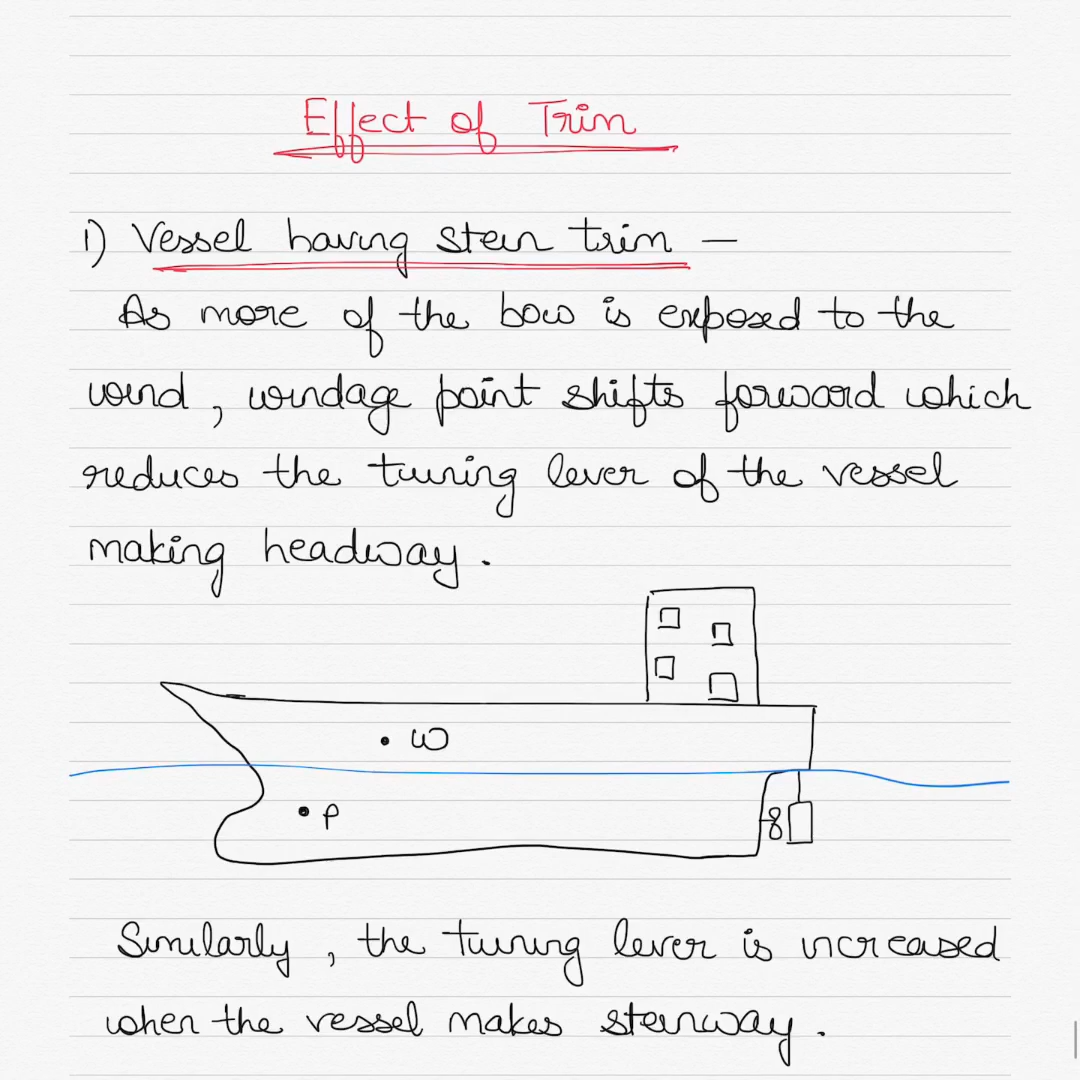 Effect of Trim
1) Vessel having stern trim –
As more of the bow is exposed to the
wind, windage point shifts forward which
reduces the turning lever of the vessel
making headway.
W
P
Similarly, the turning lever is increased
when the vessel makes sternway.